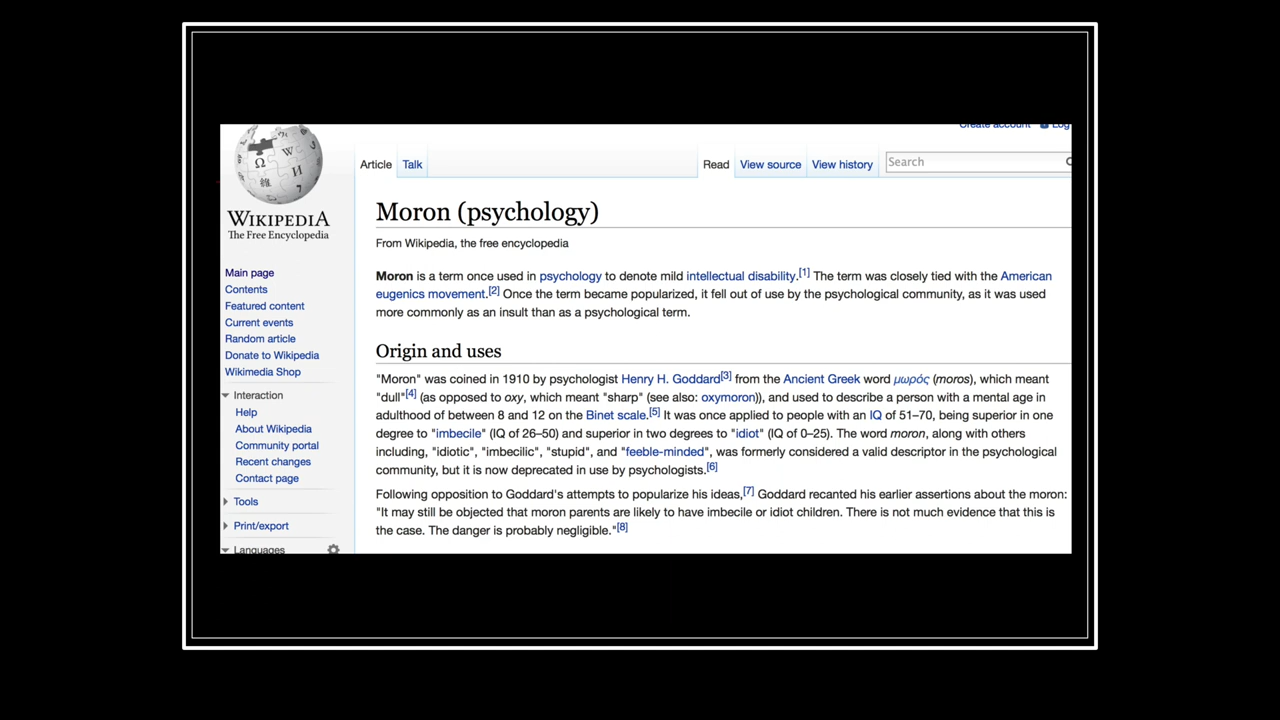 Create account Log
Article Talk Read View source View history Search
WIKIPEDIA
The Free Encyclopedia
Main page
Contents
Featured content
Current events
Random article
Donate to Wikipedia
Wikimedia Shop
Interaction
Help
About Wikipedia
Community portal
Recent changes
Contact page
Tools
Print/export
Languages
Moron (psychology)
From Wikipedia, the free encyclopedia
Moron is a term once used in psychology to denote mild intellectual disability.[1] The term was closely tied with the American
eugenics movement.[2] Once the term became popularized, it fell out of use by the psychological community, as it was used
more commonly as an insult than as a psychological term.
Origin and uses
"Moron" was coined in 1910 by psychologist Henry H. Goddard[3] from the Ancient Greek word μωρός (moros), which meant
"dull"[4] (as opposed to oxy, which meant "sharp" (see also: oxymoron)), and used to describe a person with a mental age in
adulthood of between 8 and 12 on the Binet scale.[5] It was once applied to people with an IQ of 51–70, being superior in one
degree to "imbecile" (IQ of 26–50) and superior in two degrees to "idiot" (IQ of 0–25). The word moron, along with others
including, "idiotic", "imbecilic", "stupid", and "feeble-minded", was formerly considered a valid descriptor in the psychological
community, but it is now deprecated in use by psychologists.[6]
Following opposition to Goddard's attempts to popularize his ideas,[7] Goddard recanted his earlier assertions about the moron:
"It may still be objected that moron parents are likely to have imbecile or idiot children. There is not much evidence that this is
the case. The danger is probably negligible."[8]